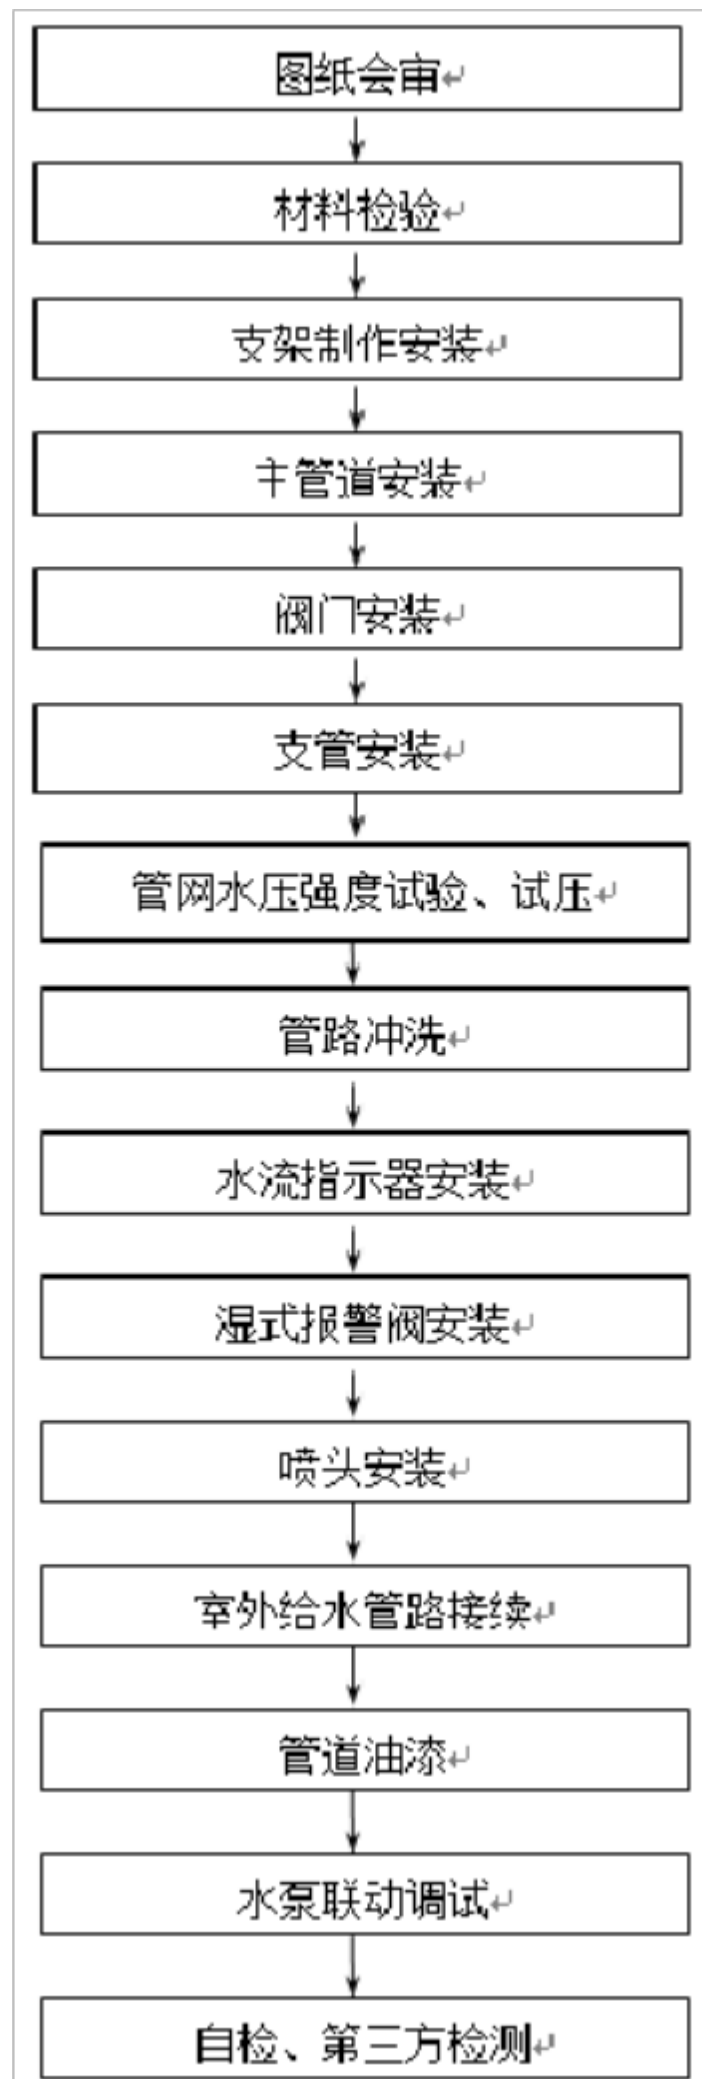 图纸会审
材料检验
支架制作安装
主管道安装
阀门安装
支管安装
管网水压强度试验、试压
管路冲洗
水流指示器安装
湿式报警阀安装
喷头安装
室外给水管路接续
管道油漆
水泵联动调试
自检、第三方检测